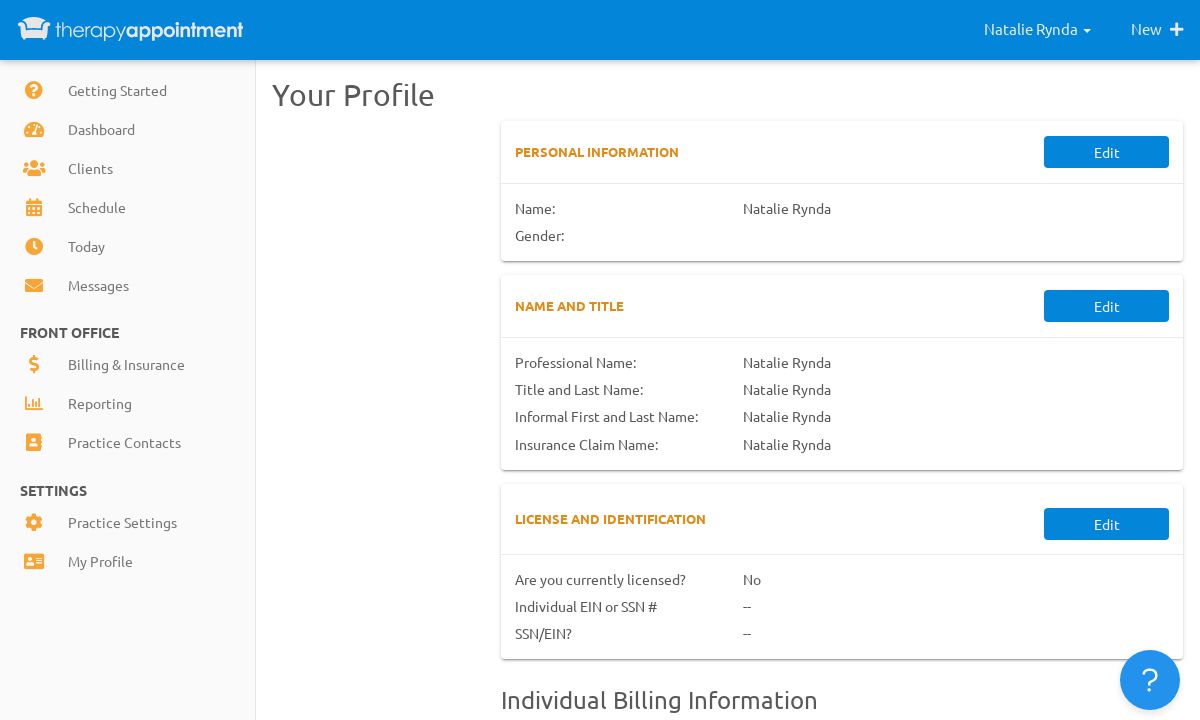 therapyappointment
Natalie Rynda
New
Getting Started
Dashboard
Clients
Schedule
Today
Messages
FRONT OFFICE
Billing & Insurance
Reporting
Practice Contacts
SETTINGS
Practice Settings
My Profile
Your Profile
PERSONAL INFORMATION
Edit
Name: Natalie Rynda
Gender:
NAME AND TITLE
Edit
Professional Name: Natalie Rynda
Title and Last Name: Natalie Rynda
Informal First and Last Name: Natalie Rynda
Insurance Claim Name: Natalie Rynda
LICENSE AND IDENTIFICATION
Edit
Are you currently licensed? No
Individual EIN or SSN # --
SSN/EIN? --
Individual Billing Information
?